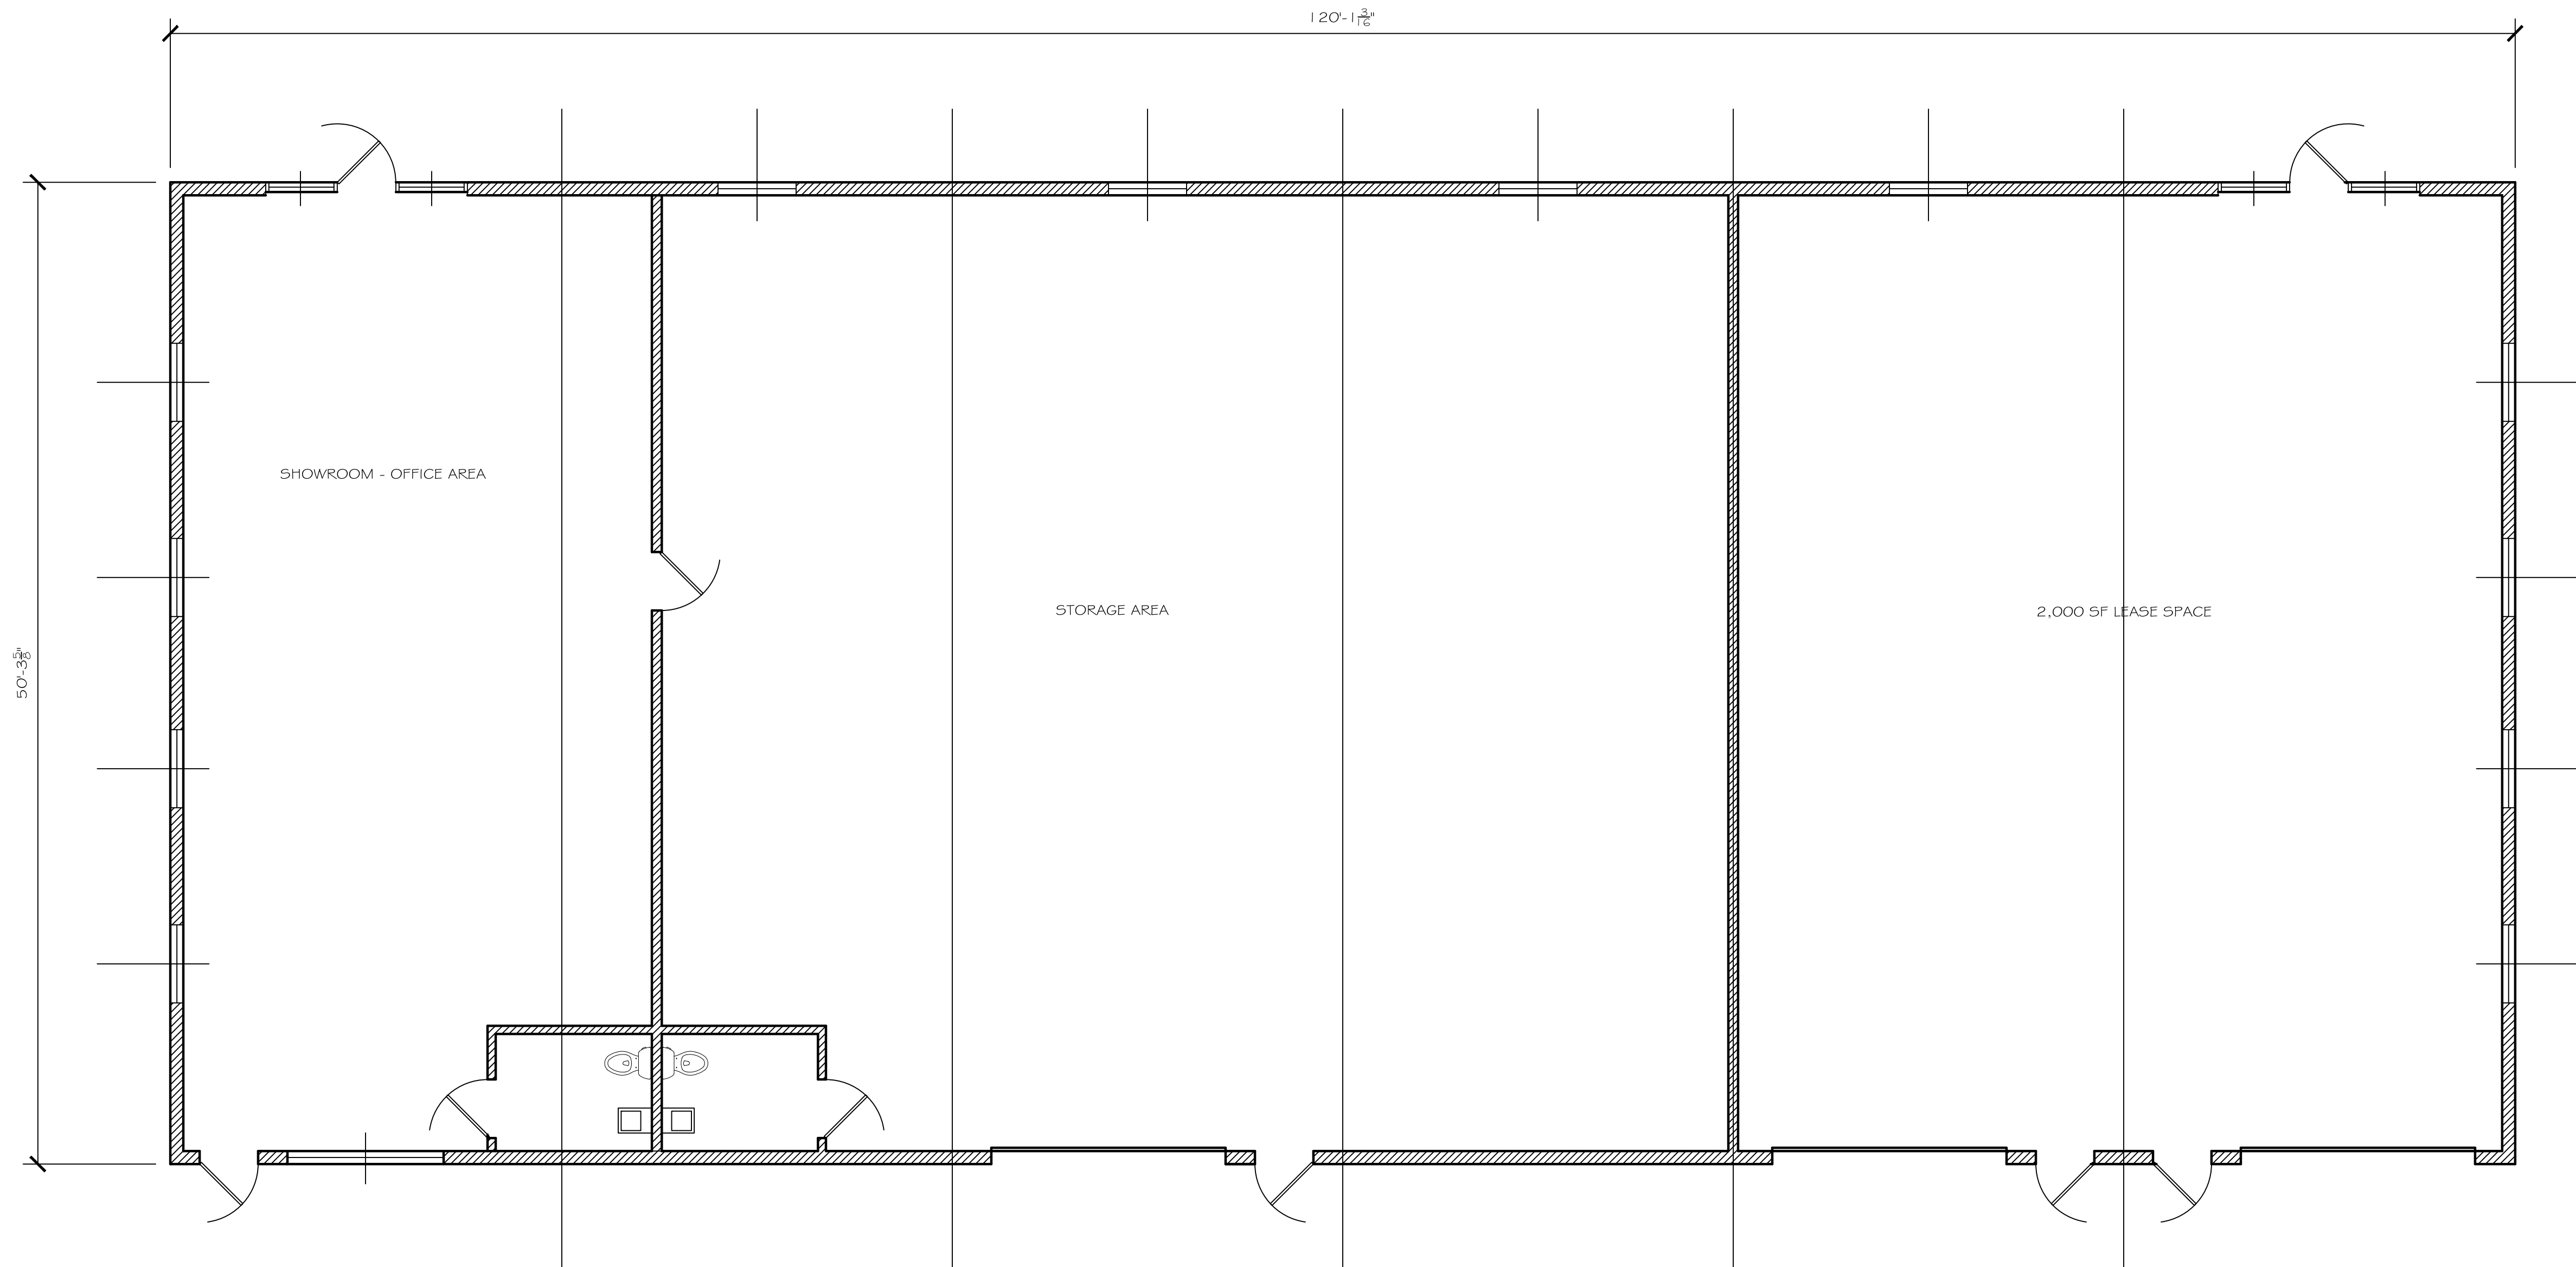 120'-1 3/16"
SHOWROOM - OFFICE AREA
STORAGE AREA
2,000 SF LEASE SPACE
50'-3 5/8"